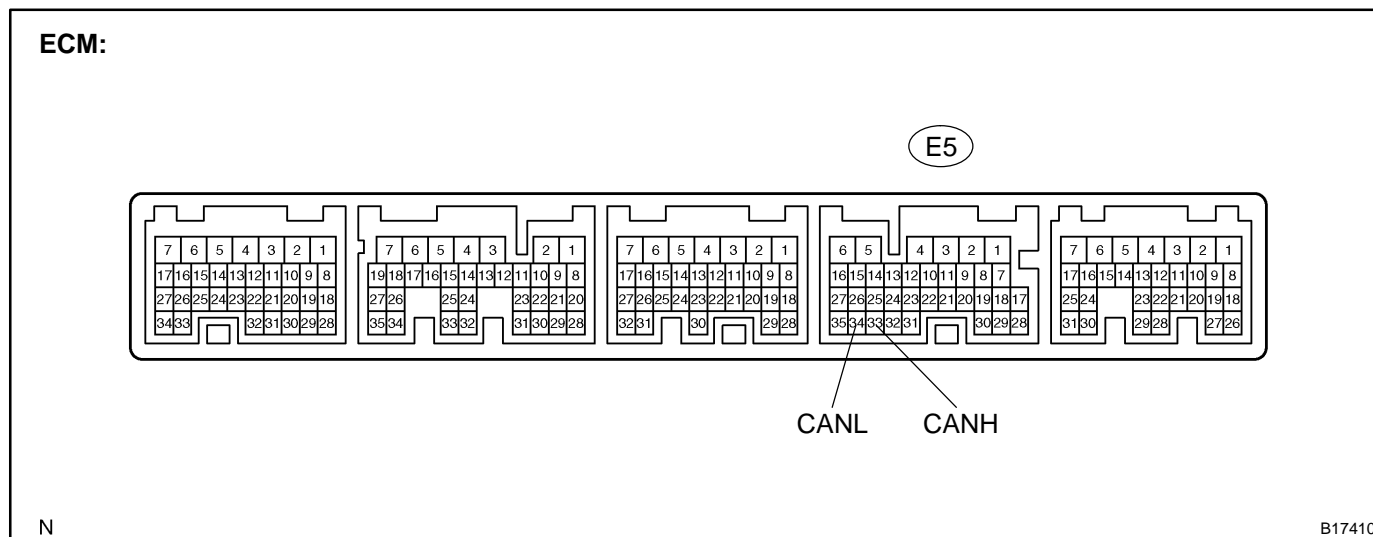 ECM:
E5
7 6 5 4 3 2 1 7 6 5 4 3 2 1 7 6 5 4 3 2 1 6 5 4 3 2 1 7 6 5 4 3 2 1
17 16 15 14 13 12 11 10 9 8 19 18 17 16 15 14 13 12 11 10 9 8 17 16 15 14 13 12 11 10 9 8 16 15 14 13 12 10 9 8 7 17 16 15 14 13 12 11 10 9 8
27 26 25 24 23 22 21 20 19 18 27 26 25 24 23 22 21 20 27 26 25 24 23 22 21 20 19 18 27 26 25 24 23 22 21 20 19 18 17 25 24 23 22 21 20 19 18
34 33 32 31 30 29 28 35 34 33 32 31 30 29 28 32 31 30 29 28 35 34 33 32 31 30 29 28 31 30 29 28 27 26
CANL CANH
N B17410